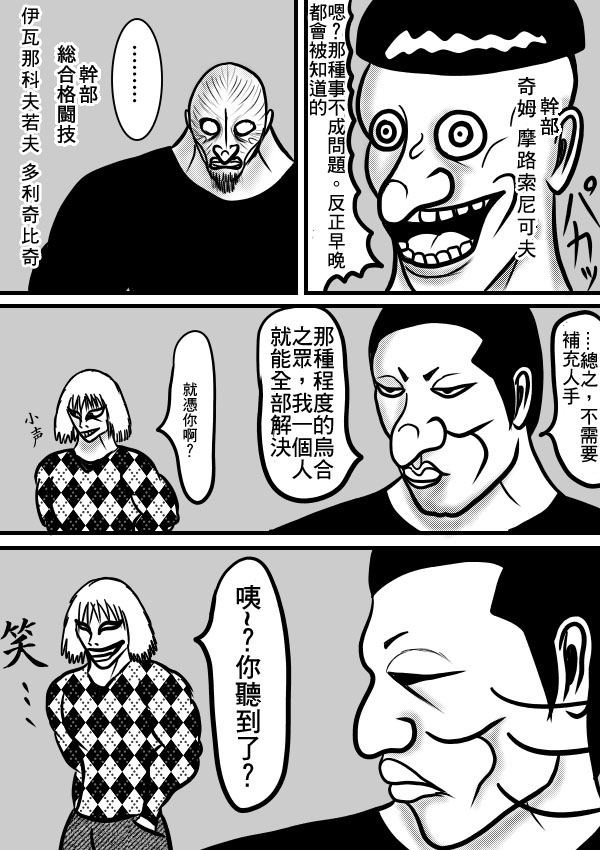 嗯？那種事不成問題。反正早晚
都會被知道的
幹部
奇姆 摩路索尼可夫
パカッ
………
幹部
総合格闘技
伊瓦那科夫若夫 多利奇比奇
…總之，不需要
補充人手
那種程度的烏合
之眾，我一個人
就能全部解決
就憑你啊？
小声
咦~？你聽到了？
笑…